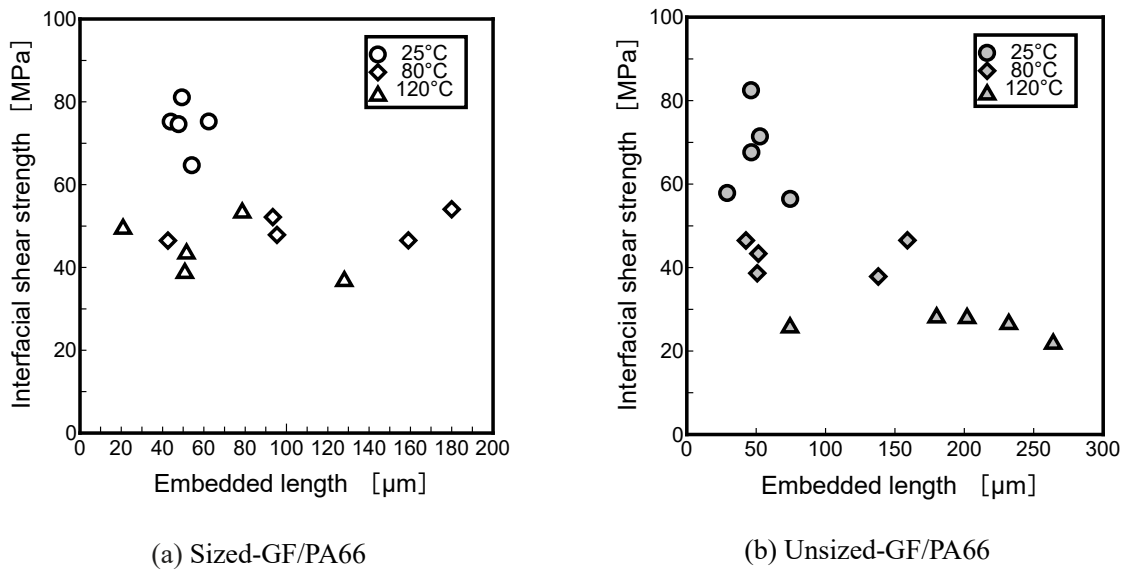 100
80
60
40
20
0
Interfacial shear strength [MPa]
25°C
80°C
120°C
0 20 40 60 80 100 120 140 160 180 200
Embedded length [µm]
(a) Sized-GF/PA66
100
80
60
40
20
0
Interfacial shear strength [MPa]
25°C
80°C
120°C
0 50 100 150 200 250 300
Embedded length [µm]
(b) Unsized-GF/PA66